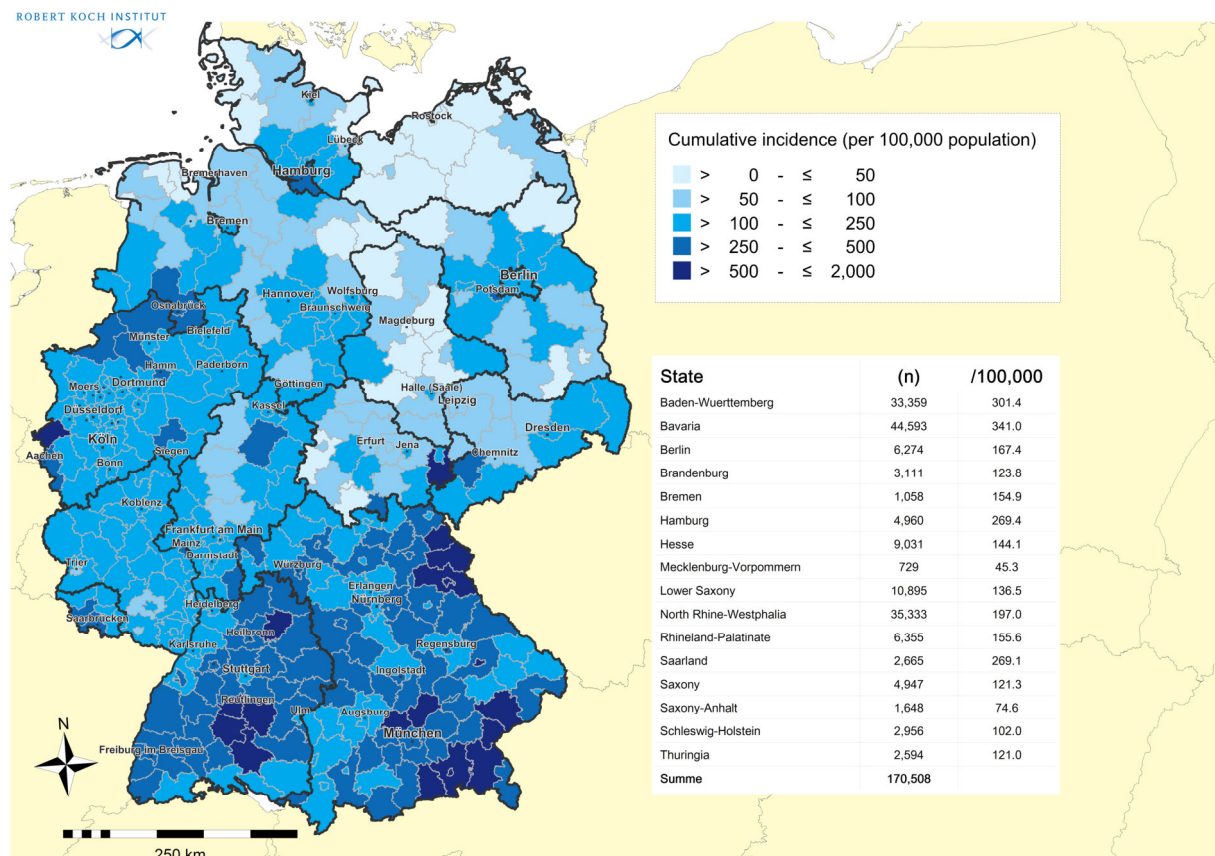 ROBERT KOCH INSTITUT
Kiel
Rostock
Lübeck
Bremerhaven
Hamburg
Bremen
Berlin
Potsdam
Hannover
Wolfsburg
Braunschweig
Osnabrück
Magdeburg
Münster
Bielefeld
Hamm
Paderborn
Moers
Dortmund
Göttingen
Halle (Saale)
Leipzig
Kassel
Düsseldorf
Dresden
Köln
Erfurt
Jena
Aachen
Siegen
Chemnitz
Bonn
Koblenz
Frankfurt am Main
Mainz
Darmstadt
Trier
Würzburg
Erlangen
Nürnberg
Heidelberg
Saarbrücken
Heilbronn
Karlsruhe
Regensburg
Stuttgart
Ingolstadt
Reutlingen
Ulm
Augsburg
München
Freiburg im Breisgau
N
250 km
Cumulative incidence (per 100,000 population)
> 0 - ≤ 50
> 50 - ≤ 100
> 100 - ≤ 250
> 250 - ≤ 500
> 500 - ≤ 2,000
State (n) /100,000
Baden-Wuerttemberg 33,359 301.4
Bavaria 44,593 341.0
Berlin 6,274 167.4
Brandenburg 3,111 123.8
Bremen 1,058 154.9
Hamburg 4,960 269.4
Hesse 9,031 144.1
Mecklenburg-Vorpommern 729 45.3
Lower Saxony 10,895 136.5
North Rhine-Westphalia 35,333 197.0
Rhineland-Palatinate 6,355 155.6
Saarland 2,665 269.1
Saxony 4,947 121.3
Saxony-Anhalt 1,648 74.6
Schleswig-Holstein 2,956 102.0
Thuringia 2,594 121.0
Summe 170,508